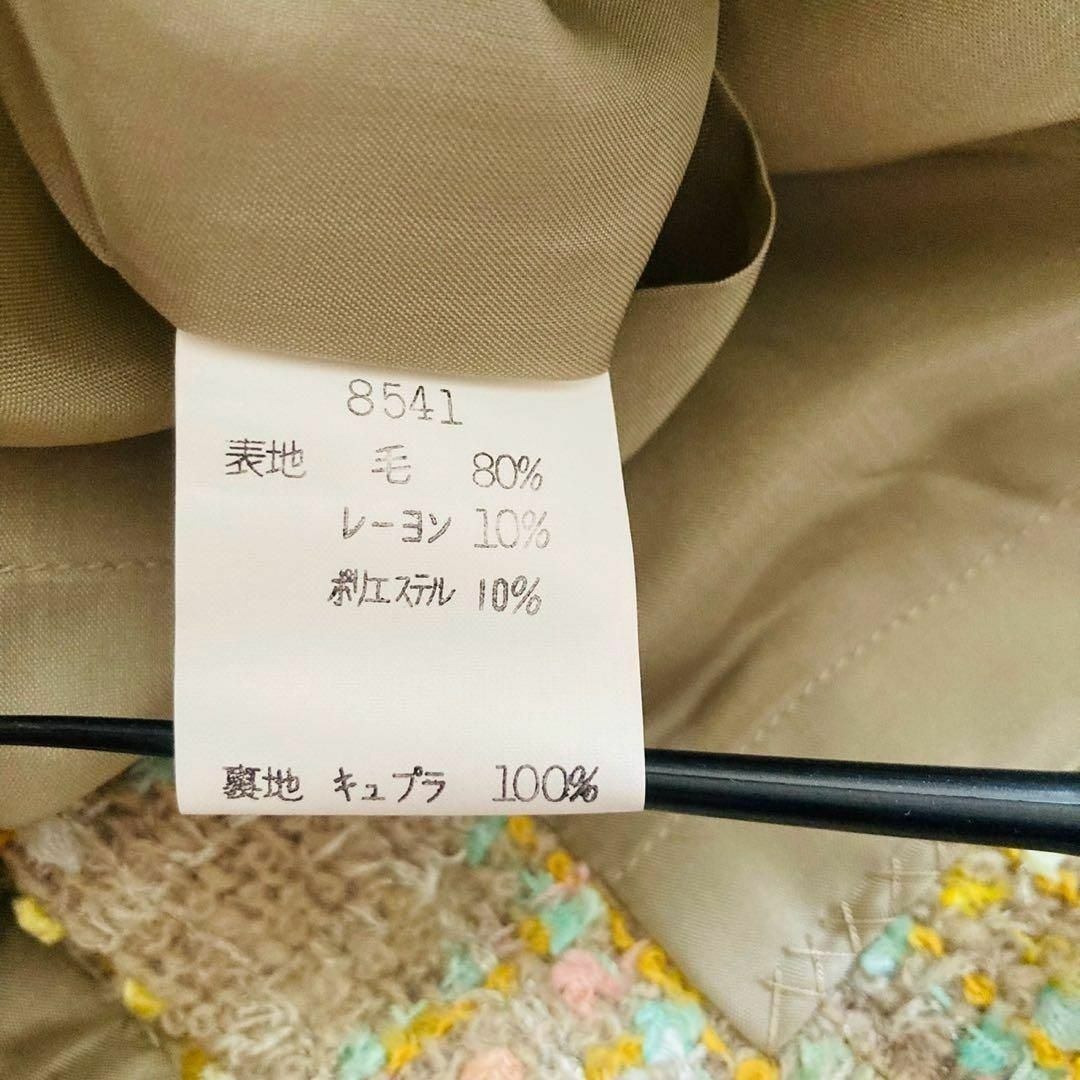 8541
表地 毛 80%
レーヨン 10%
ポリエステル 10%
裏地 キュプラ 100%